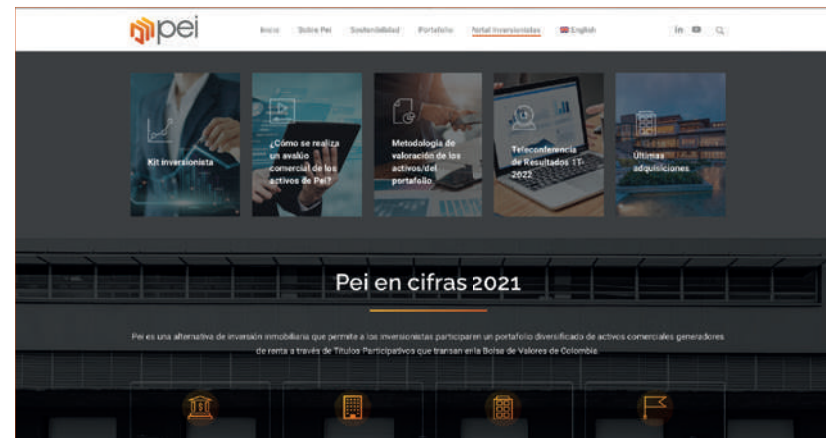 pei
Inicio Sobre Pei Sostenibilidad Portafolio Portal Inversionistas English in
Kit inversionista
¿Cómo se realiza
un avalúo
comercial de los
activos de Pei?
Metodología de
valoración de los
activos/del
portafolio
Teleconferencia
de Resultados 1T-
2022
Últimas
adquisiciones
Pei en cifras 2021
Pei es una alternativa de inversión inmobiliaria que permite a los inversionistas participar en un portafolio diversificado de activos comerciales generadores
de renta a través de Títulos Participativos que transan en la Bolsa de Valores de Colombia.